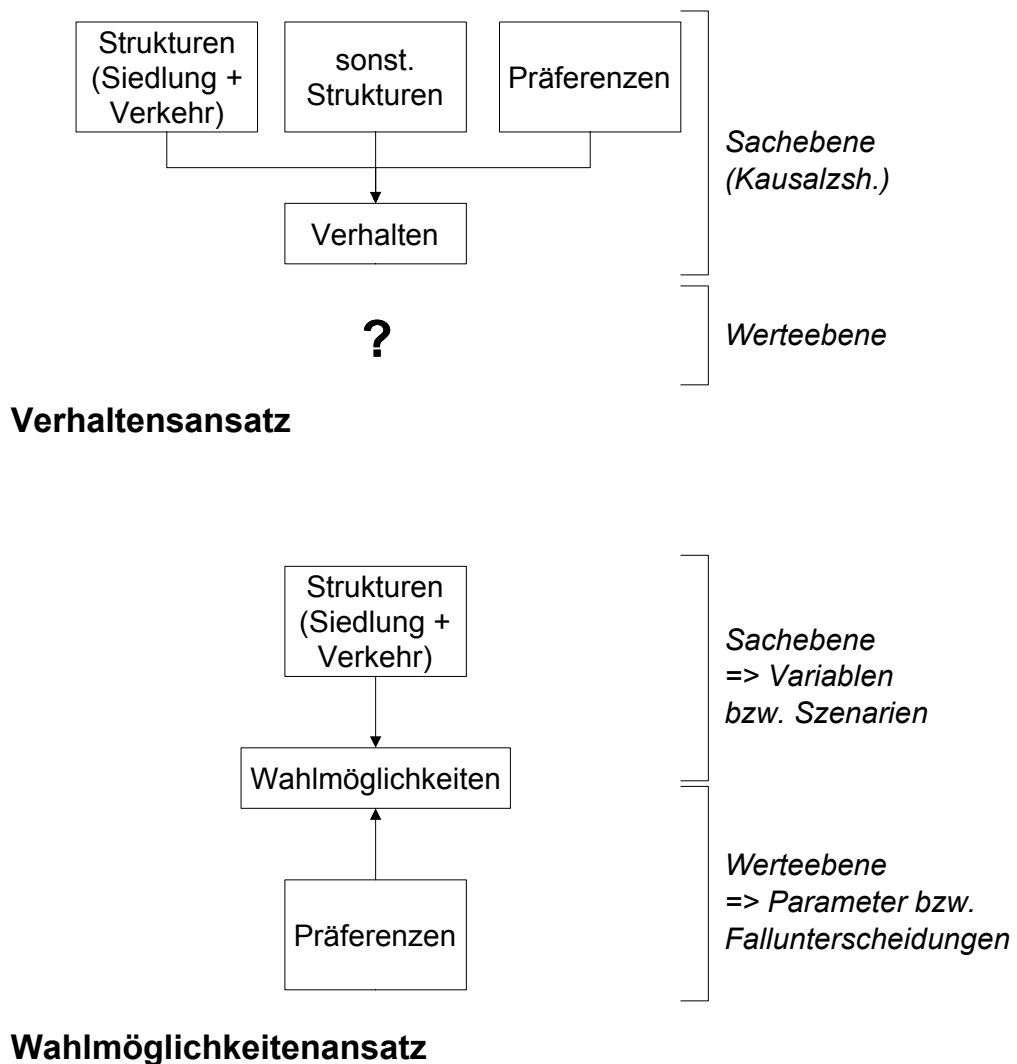 Strukturen
(Siedlung +
Verkehr)
sonst.
Strukturen
Präferenzen
Sachebene
(Kausalzsh.)
Verhalten
?
Werteebene
Verhaltensansatz
Strukturen
(Siedlung +
Verkehr)
Sachebene
=> Variablen
bzw. Szenarien
Wahlmöglichkeiten
Präferenzen
Werteebene
=> Parameter bzw.
Fallunterscheidungen
Wahlmöglichkeitenansatz